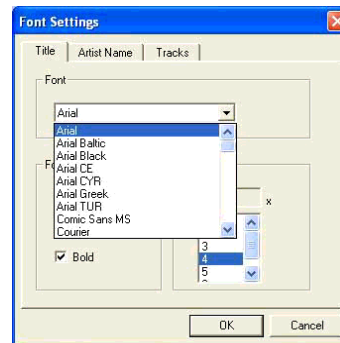 Font Settings
Title
Artist Name
Tracks
Font
Arial
Arial
Arial Baltic
Arial Black
Arial CE
Arial CYR
Arial Greek
Arial TUR
Comic Sans MS
Courier
Fo
x
3
4
5
Bold
OK
Cancel